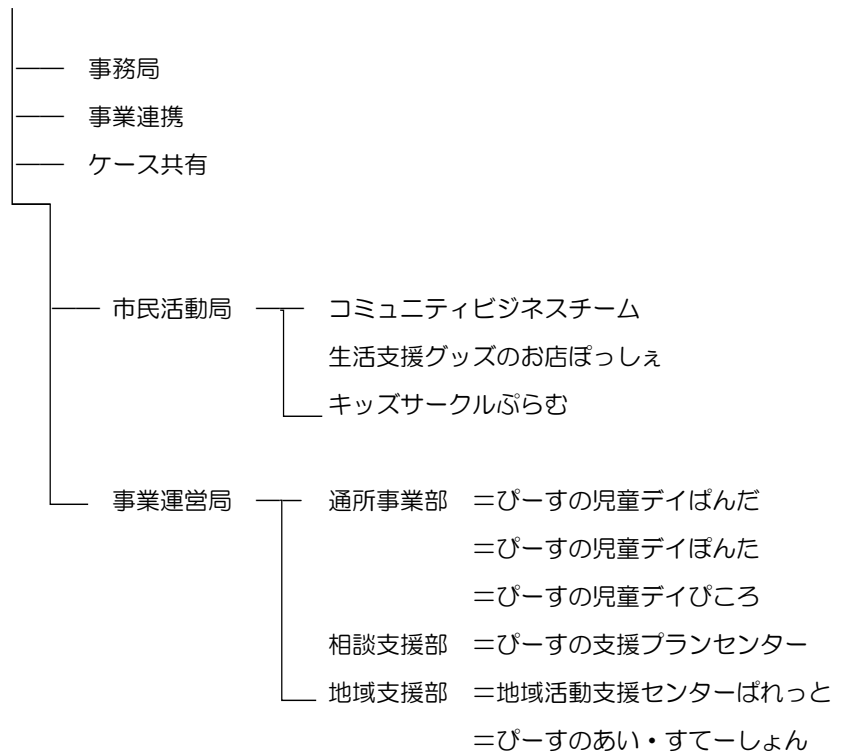 事務局
事業連携
ケース共有
市民活動局 コミュニティビジネスチーム
生活支援グッズのお店ぽっしぇ
キッズサークルぷらむ
事業運営局 通所事業部 ＝ぴーすの児童デイぱんだ
＝ぴーすの児童デイぽんた
＝ぴーすの児童デイぴころ
相談支援部 ＝ぴーすの支援プランセンター
地域支援部 ＝地域活動支援センターぱれっと
＝ぴーすのあい・すてーしょん